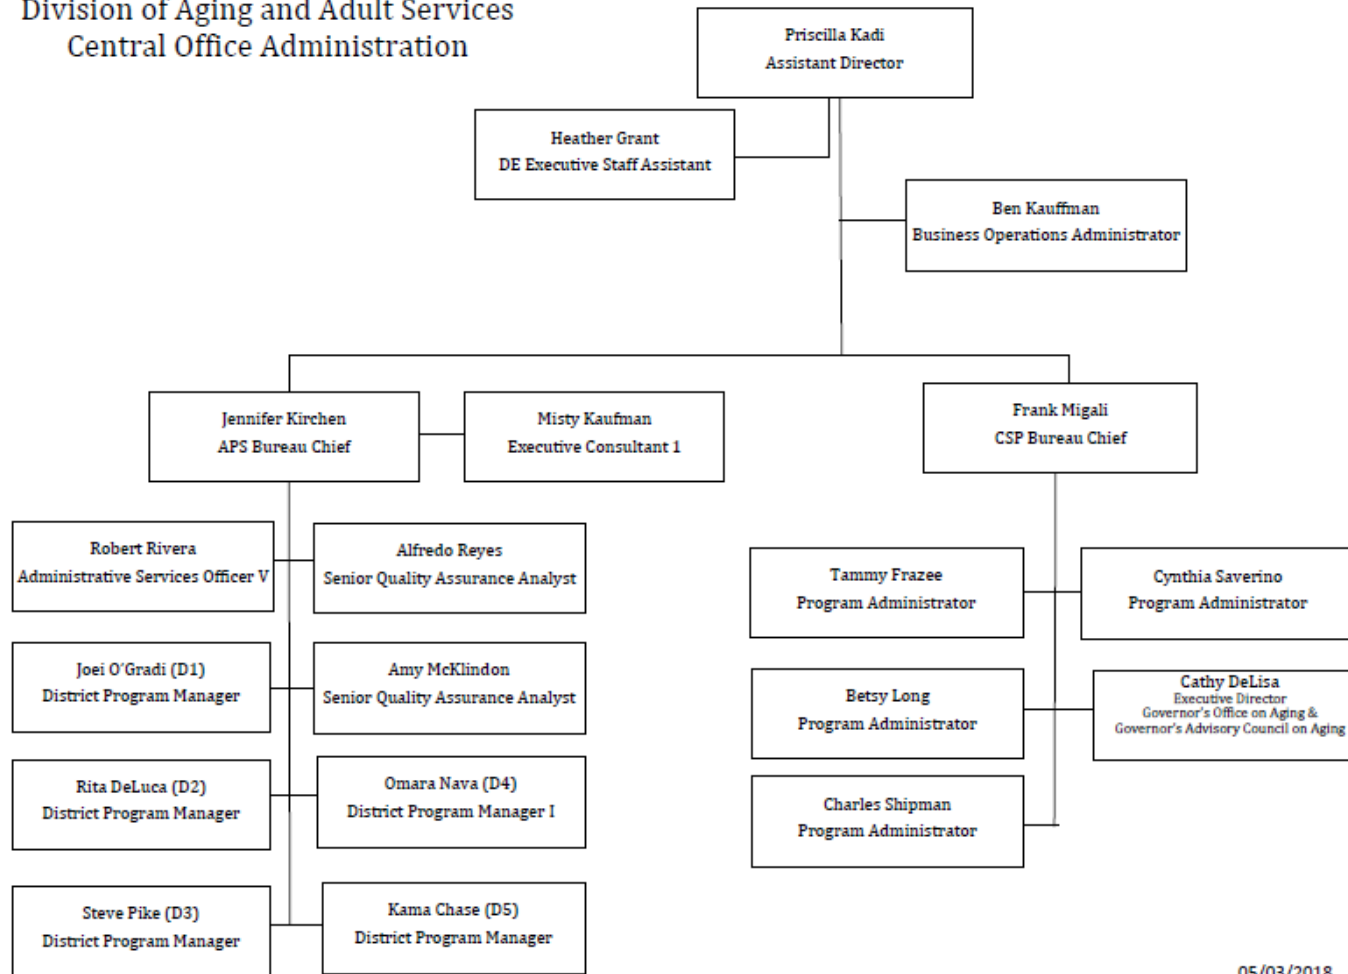 Division of Aging and Adult Services
Central Office Administration
Priscilla Kadi
Assistant Director
Heather Grant
DE Executive Staff Assistant
Ben Kauffman
Business Operations Administrator
Jennifer Kirchen
APS Bureau Chief
Misty Kaufman
Executive Consultant 1
Frank Migali
CSP Bureau Chief
Robert Rivera
Administrative Services Officer V
Alfredo Reyes
Senior Quality Assurance Analyst
Joei O'Gradi (D1)
District Program Manager
Amy McKlindon
Senior Quality Assurance Analyst
Rita DeLuca (D2)
District Program Manager
Omara Nava (D4)
District Program Manager I
Steve Pike (D3)
District Program Manager
Kama Chase (D5)
District Program Manager
Tammy Frazee
Program Administrator
Cynthia Saverino
Program Administrator
Betsy Long
Program Administrator
Cathy DeLisa
Executive Director
Governor's Office on Aging &
Governor's Advisory Council on Aging
Charles Shipman
Program Administrator
05/03/2018